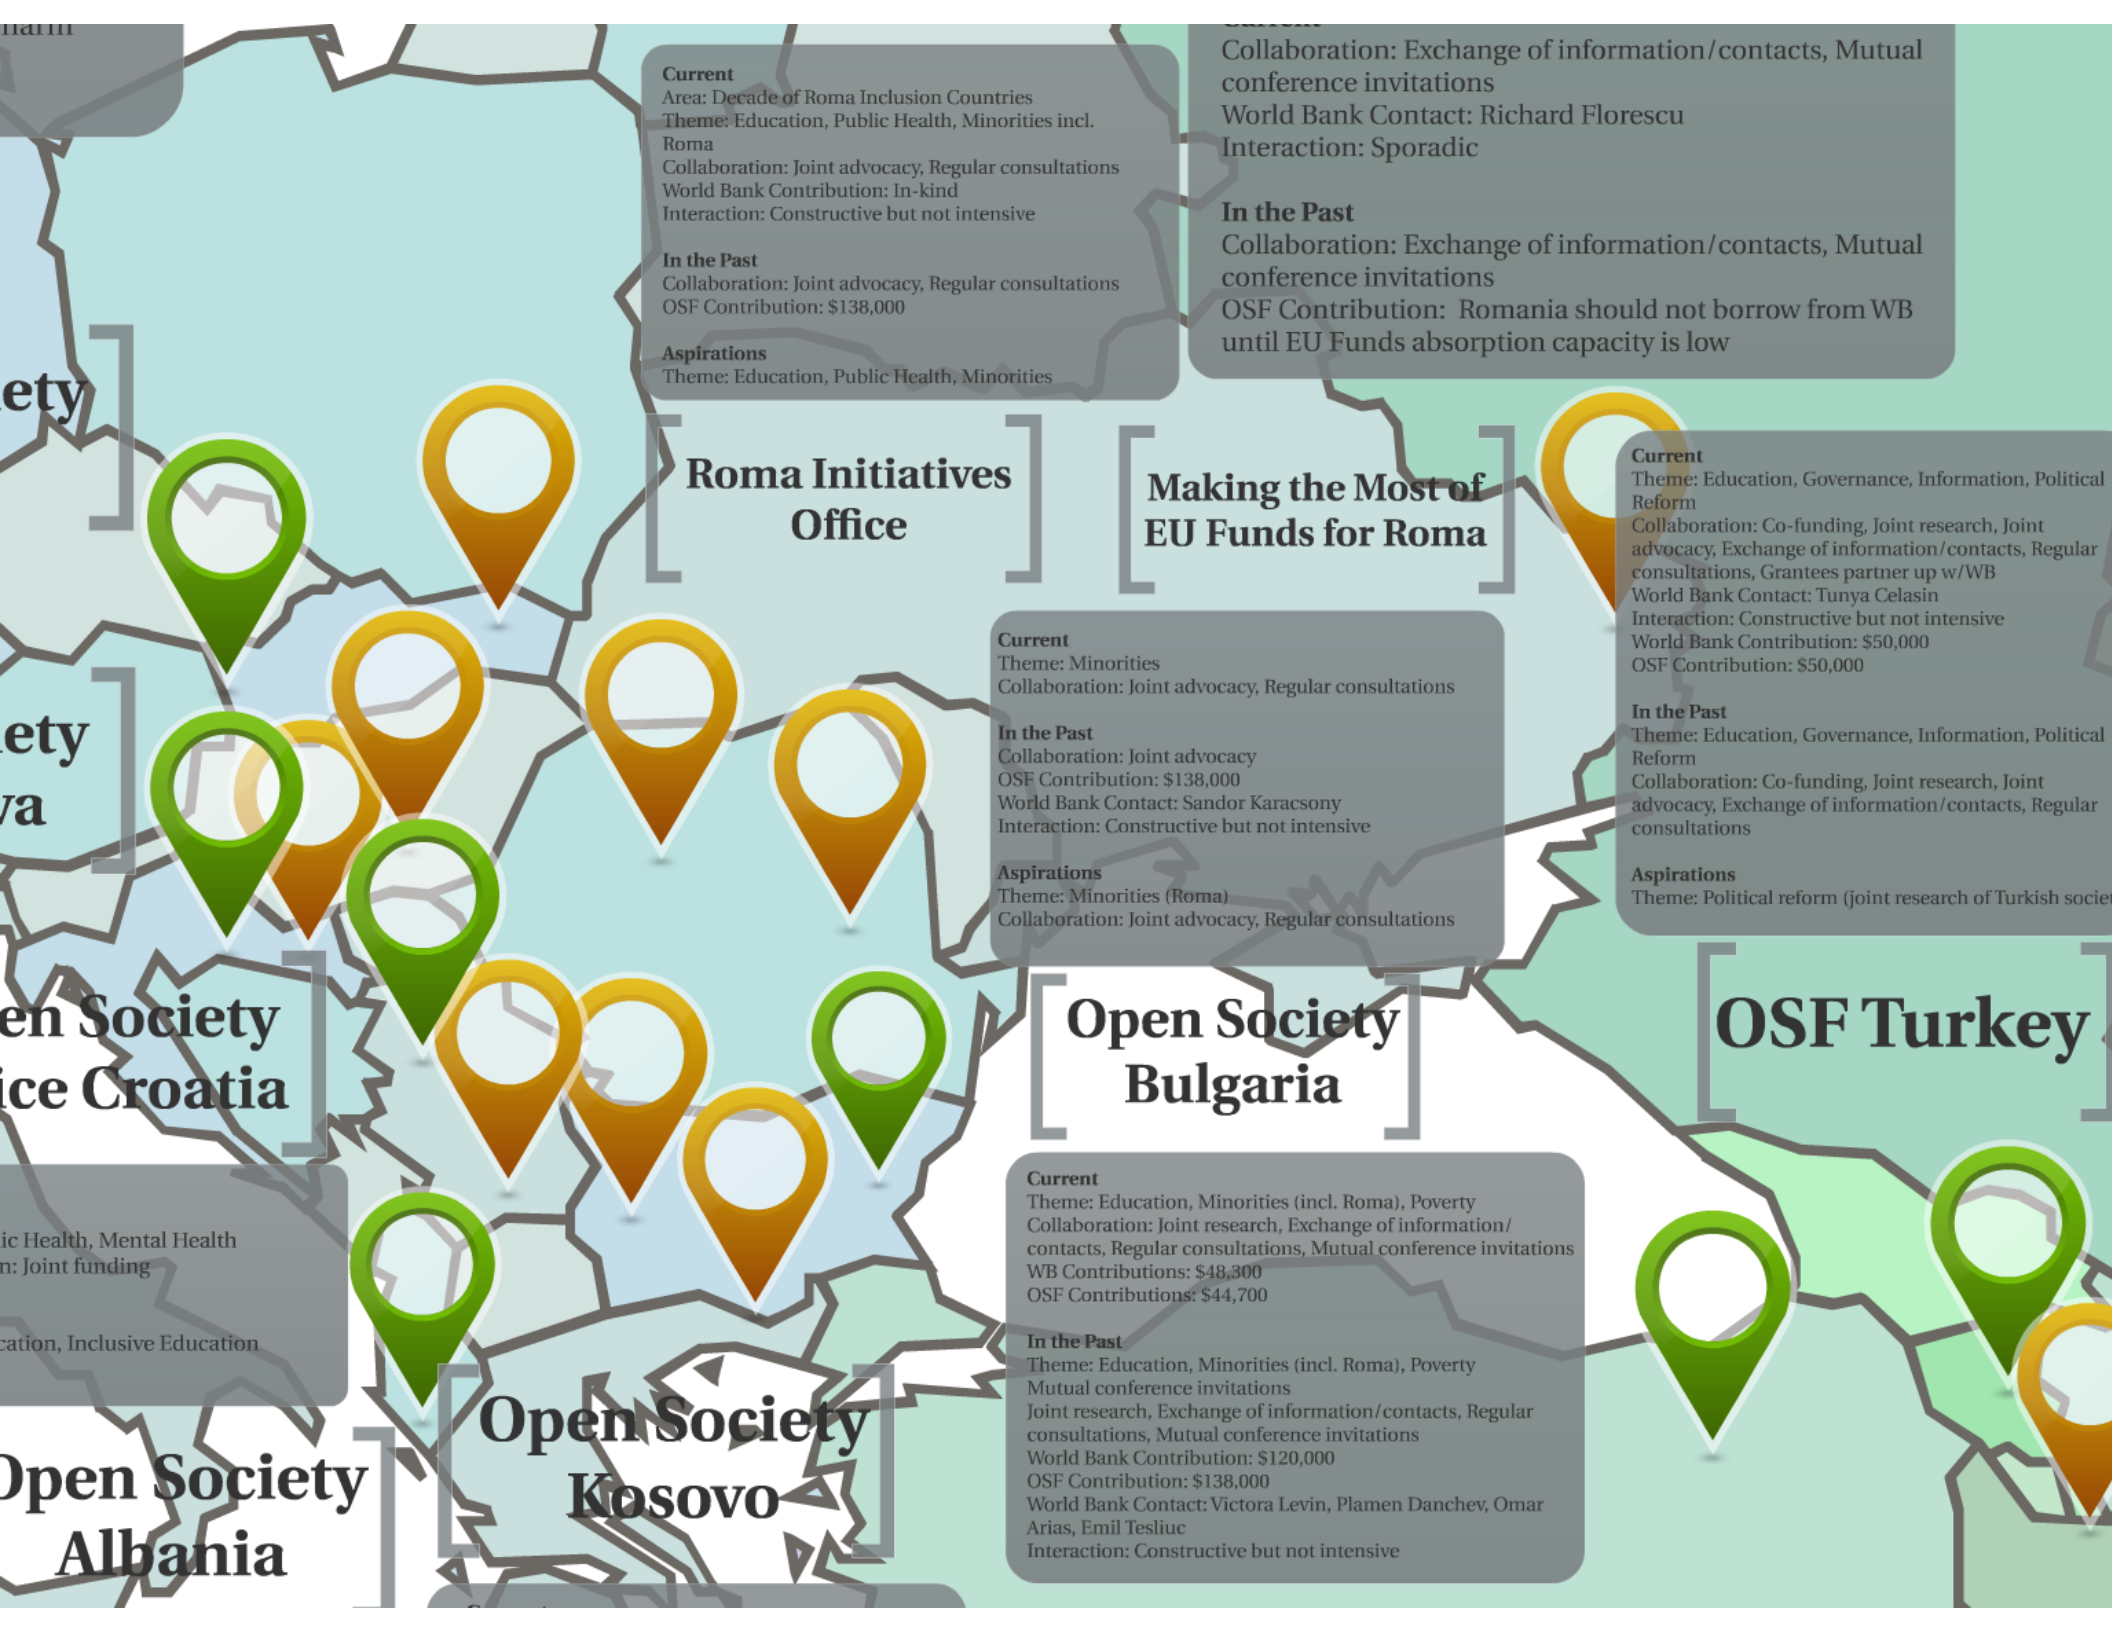 harm
Current
Area: Decade of Roma Inclusion Countries
Theme: Education, Public Health, Minorities incl.
Roma
Collaboration: Joint advocacy, Regular consultations
World Bank Contribution: In-kind
Interaction: Constructive but not intensive
In the Past
Collaboration: Joint advocacy, Regular consultations
OSF Contribution: $138,000
Aspirations
Theme: Education, Public Health, Minorities
Current
Collaboration: Exchange of information/contacts, Mutual
conference invitations
World Bank Contact: Richard Florescu
Interaction: Sporadic
In the Past
Collaboration: Exchange of information/contacts, Mutual
conference invitations
OSF Contribution: Romania should not borrow from WB
until EU Funds absorption capacity is low
iety
Roma Initiatives
Office
Making the Most of
EU Funds for Roma
Current
Theme: Education, Governance, Information, Political
Reform
Collaboration: Co-funding, Joint research, Joint
advocacy, Exchange of information/contacts, Regular
consultations, Grantees partner up w/WB
World Bank Contact: Tunya Celasin
Interaction: Constructive but not intensive
World Bank Contribution: $50,000
OSF Contribution: $50,000
In the Past
Theme: Education, Governance, Information, Political
Reform
Collaboration: Co-funding, Joint research, Joint
advocacy, Exchange of information/contacts, Regular
consultations
Aspirations
Theme: Political reform (joint research of Turkish societ
Current
Theme: Minorities
Collaboration: Joint advocacy, Regular consultations
In the Past
Collaboration: Joint advocacy
OSF Contribution: $138,000
World Bank Contact: Sandor Karacsony
Interaction: Constructive but not intensive
Aspirations
Theme: Minorities (Roma)
Collaboration: Joint advocacy, Regular consultations
iety
va
en Society
ice Croatia
Open Society
Bulgaria
OSF Turkey
ic Health, Mental Health
n: Joint funding
cation, Inclusive Education
Current
Theme: Education, Minorities (incl. Roma), Poverty
Collaboration: Joint research, Exchange of information/
contacts, Regular consultations, Mutual conference invitations
WB Contributions: $48,300
OSF Contributions: $44,700
In the Past
Theme: Education, Minorities (incl. Roma), Poverty
Mutual conference invitations
Joint research, Exchange of information/contacts, Regular
consultations, Mutual conference invitations
World Bank Contribution: $120,000
OSF Contribution: $138,000
World Bank Contact: Victora Levin, Plamen Danchev, Omar
Arias, Emil Tesliuc
Interaction: Constructive but not intensive
Open Society
Kosovo
Open Society
Albania